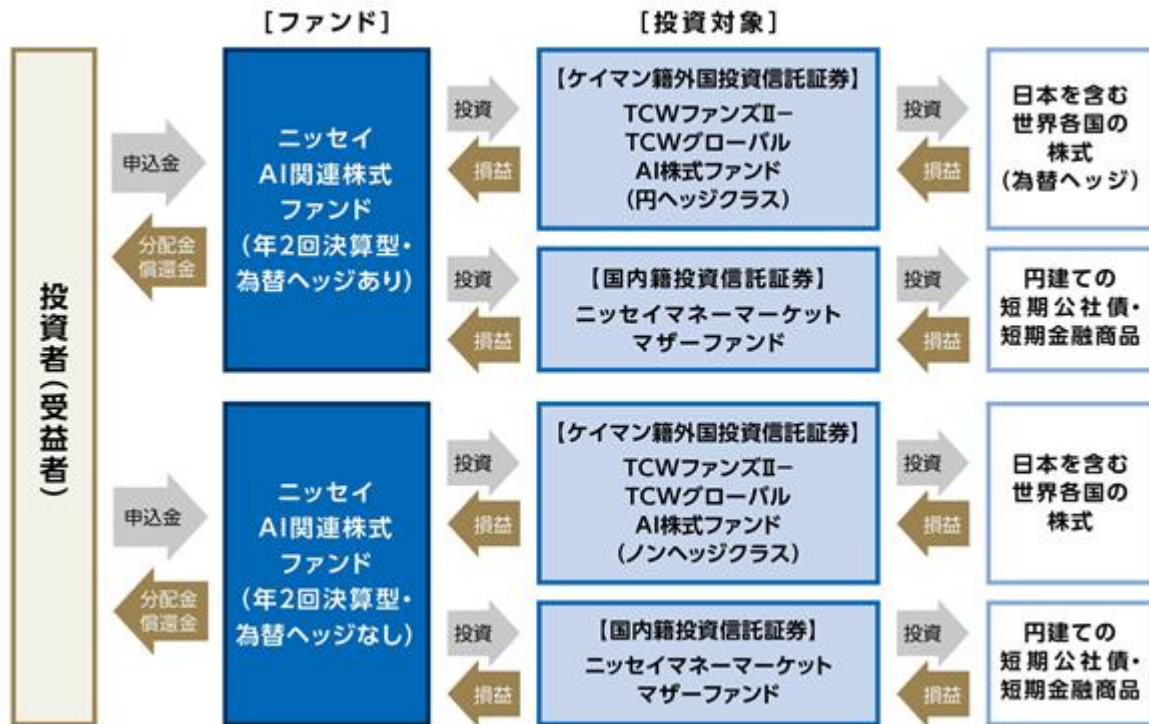 [ファンド]
[投資対象]
投資者(受益者)
申込金
分配金
償還金
ニッセイ
AI関連株式
ファンド
(年2回決算型・
為替ヘッジあり)
投資
損益
【ケイマン籍外国投資信託証券】
TCWファンズⅡ−
TCWグローバル
AI株式ファンド
(円ヘッジクラス)
投資
損益
日本を含む
世界各国の
株式
(為替ヘッジ)
投資
損益
【国内籍投資信託証券】
ニッセイマネーマーケット
マザーファンド
投資
損益
円建ての
短期公社債・
短期金融商品
申込金
分配金
償還金
ニッセイ
AI関連株式
ファンド
(年2回決算型・
為替ヘッジなし)
投資
損益
【ケイマン籍外国投資信託証券】
TCWファンズⅡ−
TCWグローバル
AI株式ファンド
(ノンヘッジクラス)
投資
損益
日本を含む
世界各国の
株式
投資
損益
【国内籍投資信託証券】
ニッセイマネーマーケット
マザーファンド
投資
損益
円建ての
短期公社債・
短期金融商品